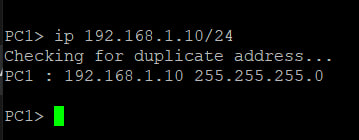 PC1> ip 192.168.1.10/24
Checking for duplicate address...
PC1 : 192.168.1.10 255.255.255.0
PC1>